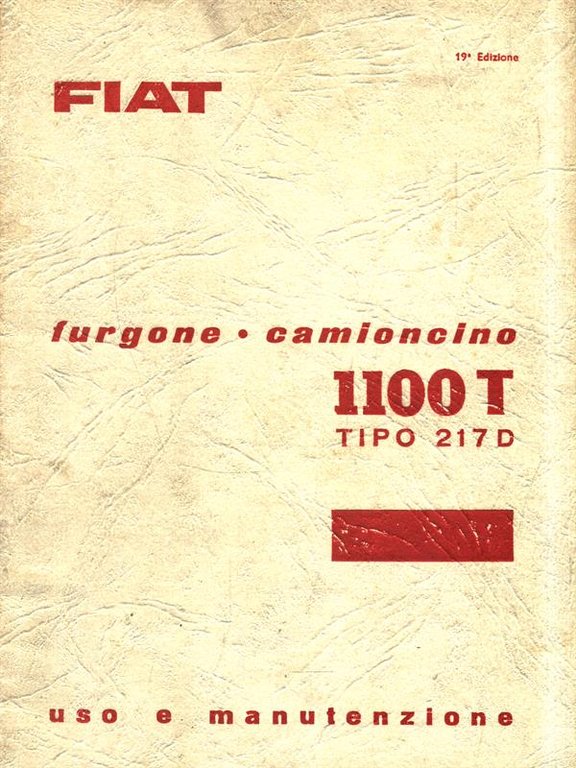 19ª Edizione
FIAT
furgone • camioncino
1100 T
TIPO 217 D
uso e manutenzione